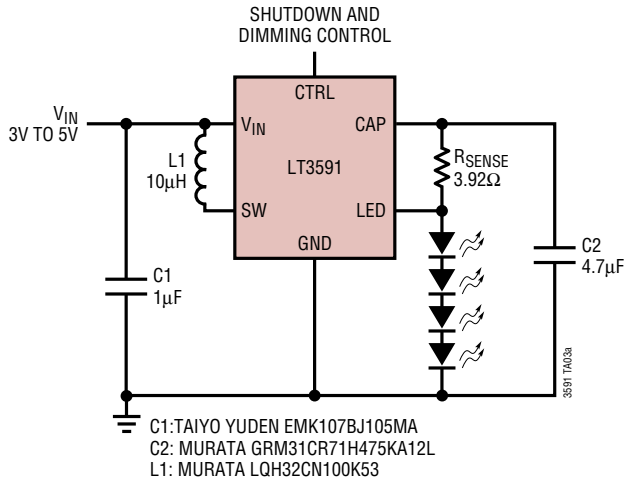 SHUTDOWN AND
DIMMING CONTROL
CTRL
VIN
3V TO 5V
VIN
CAP
L1
10µH
LT3591
RSENSE
3.92Ω
SW
LED
GND
C1
1µF
C2
4.7µF
3591 TA03a
C1:TAIYO YUDEN EMK107BJ105MA
C2: MURATA GRM31CR71H475KA12L
L1: MURATA LQH32CN100K53